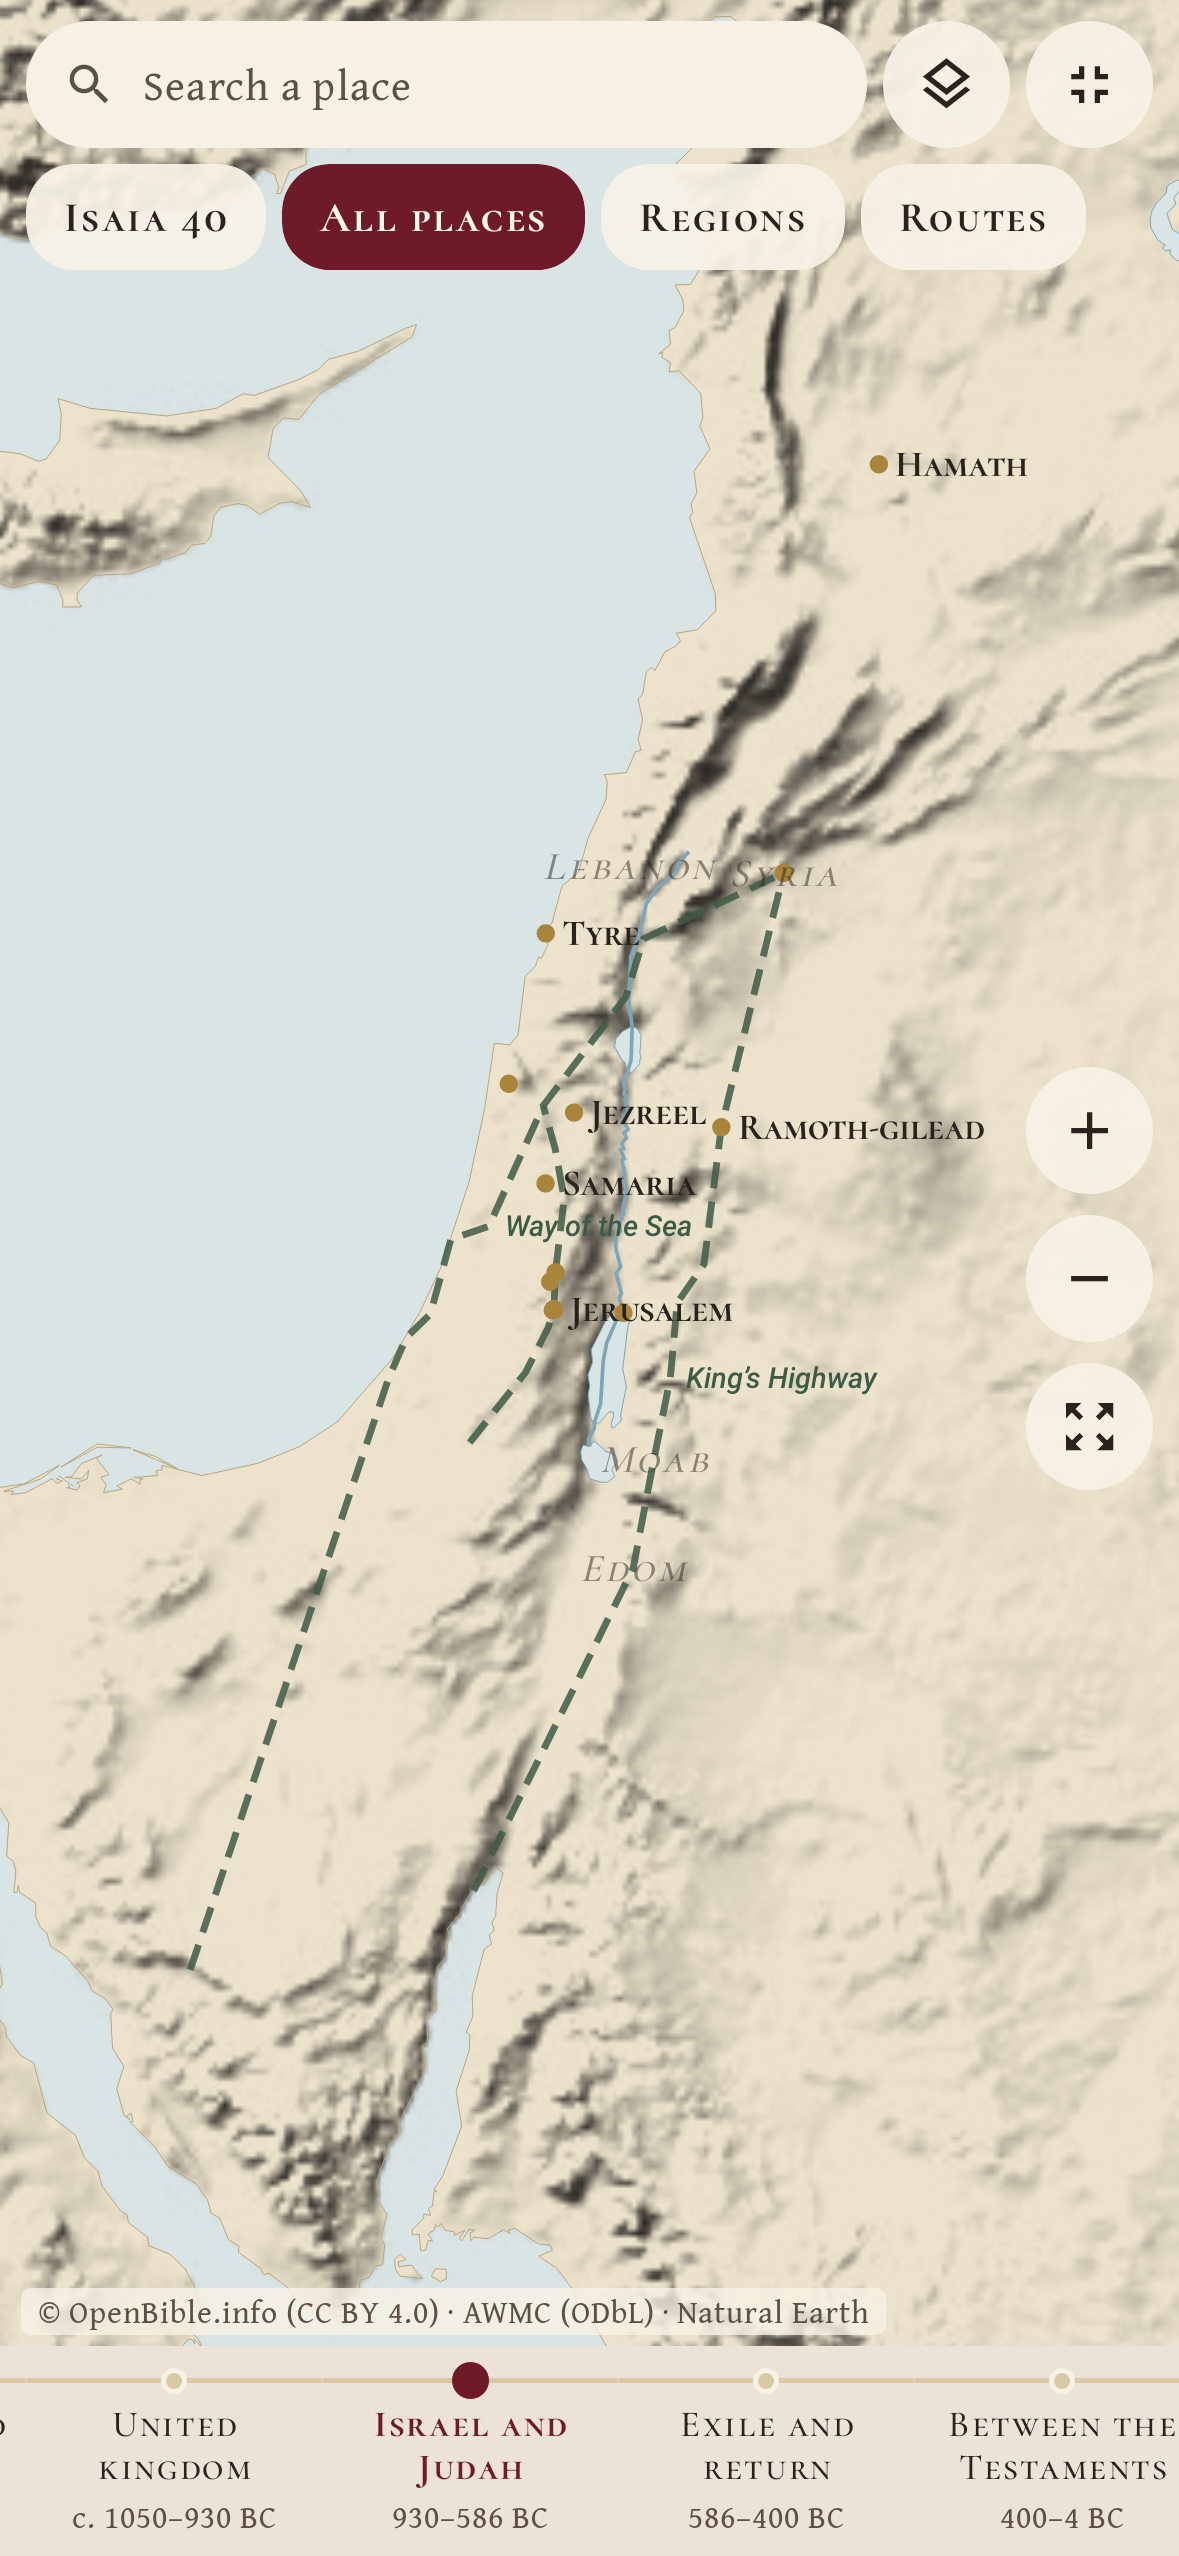 Search a place
Isaia 40
All places
Regions
Routes
Hamath
Lebanon
Syria
Tyre
Jezreel
Ramoth-gilead
Samaria
Way of the Sea
Jerusalem
King's Highway
Moab
Edom
© OpenBible.info (CC BY 4.0) · AWMC (ODbL) · Natural Earth
United
kingdom
c. 1050–930 BC
Israel and
Judah
930–586 BC
Exile and
return
586–400 BC
Between the
Testaments
400–4 BC